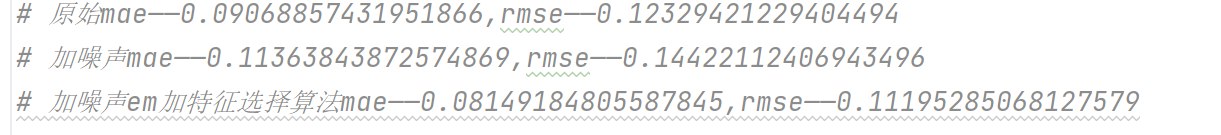 # 原始mae——0.09068857431951866,rmse——0.12329421229404494
# 加噪声mae——0.11363843872574869,rmse——0.14422112406943496
# 加噪声em加特征选择算法mae——0.08149184805587845,rmse——0.11195285068127579